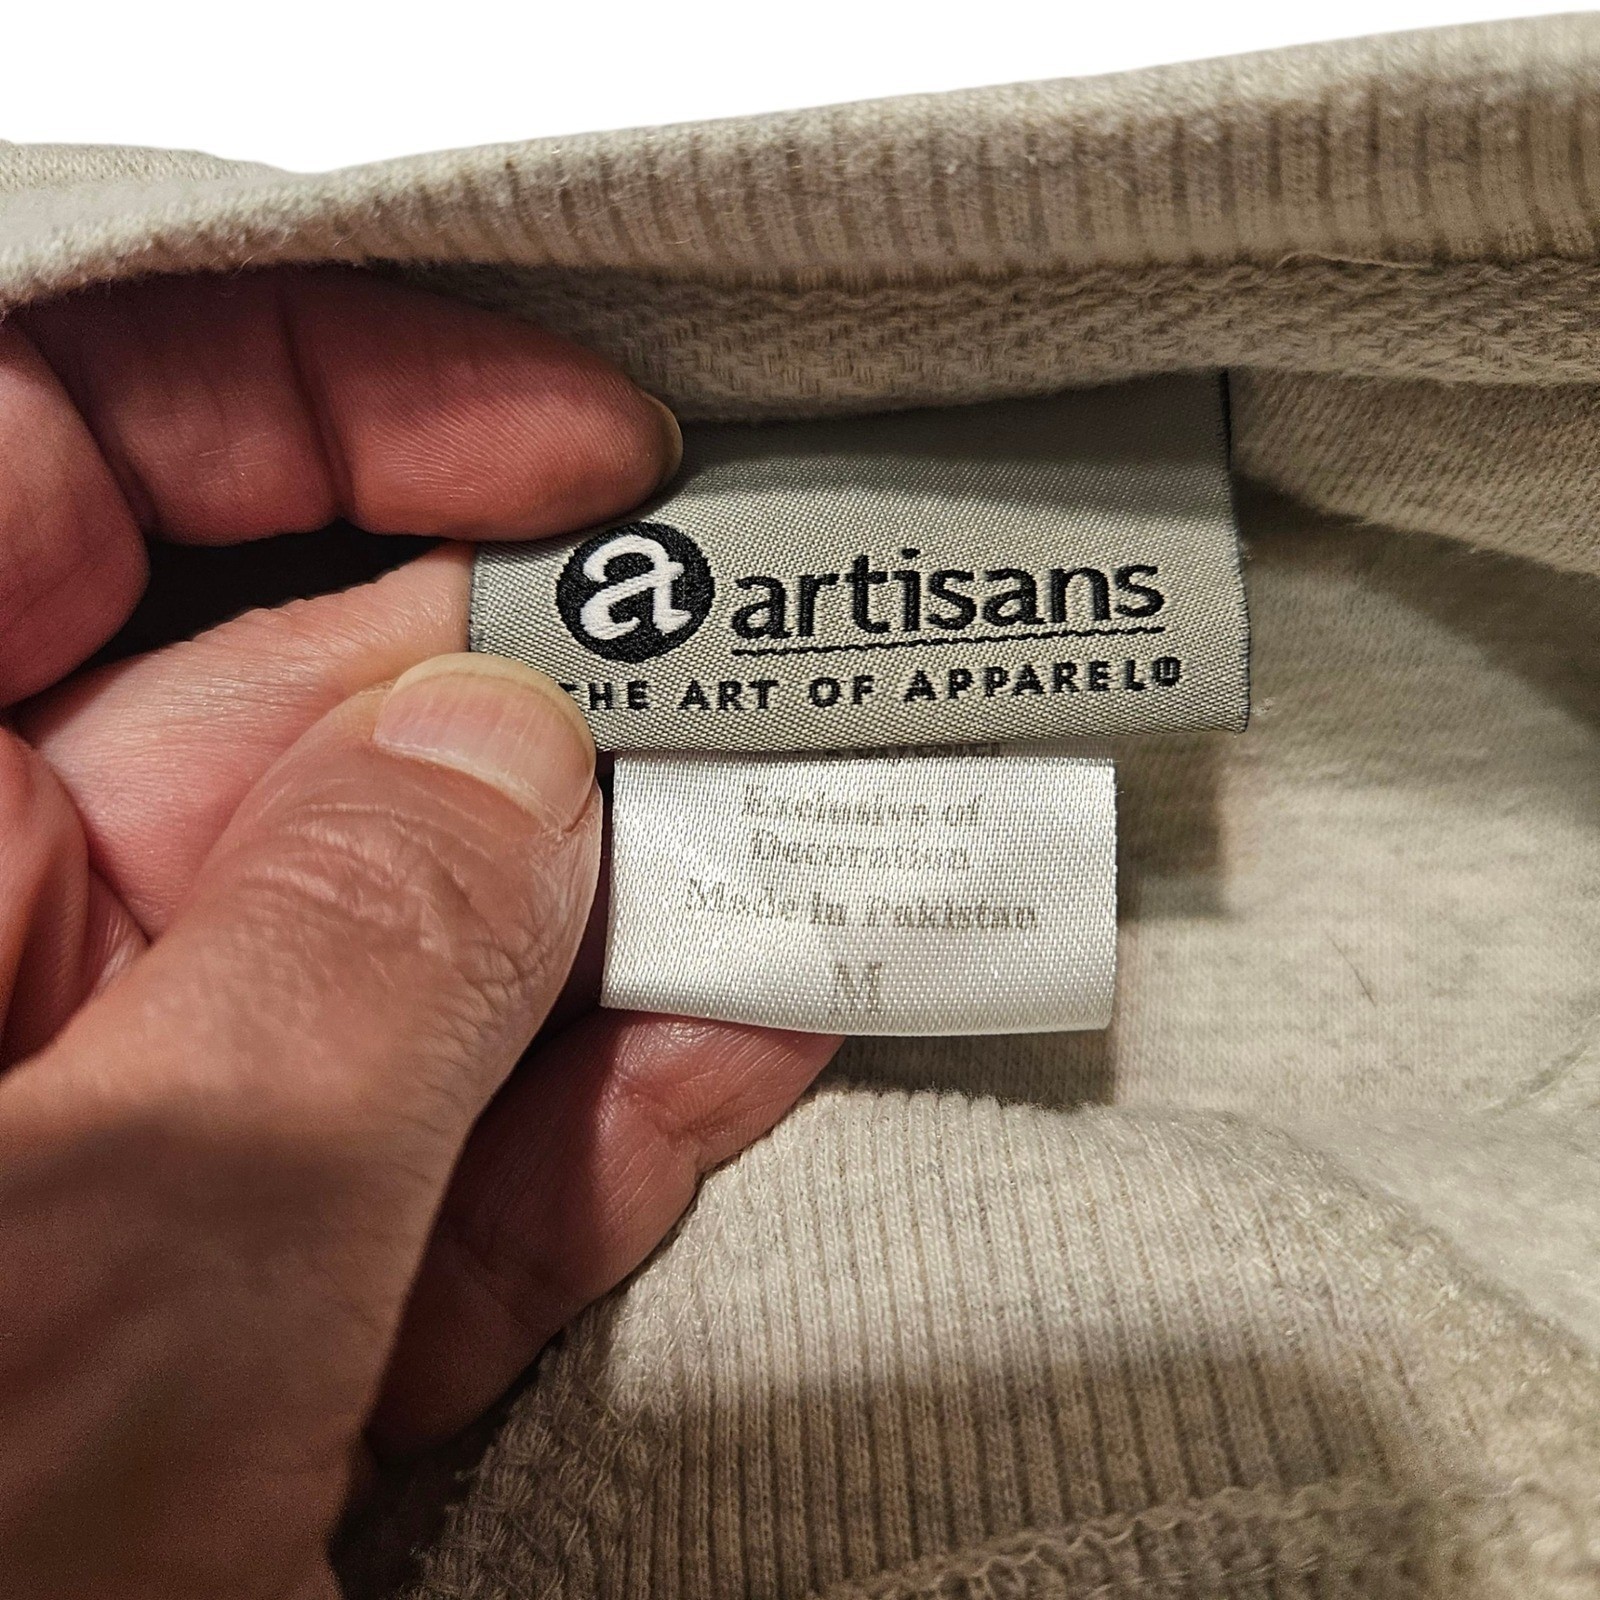 a artisans
THE ART OF APPAREL
Exclusive of
Decoration
Made in Pakistan
M